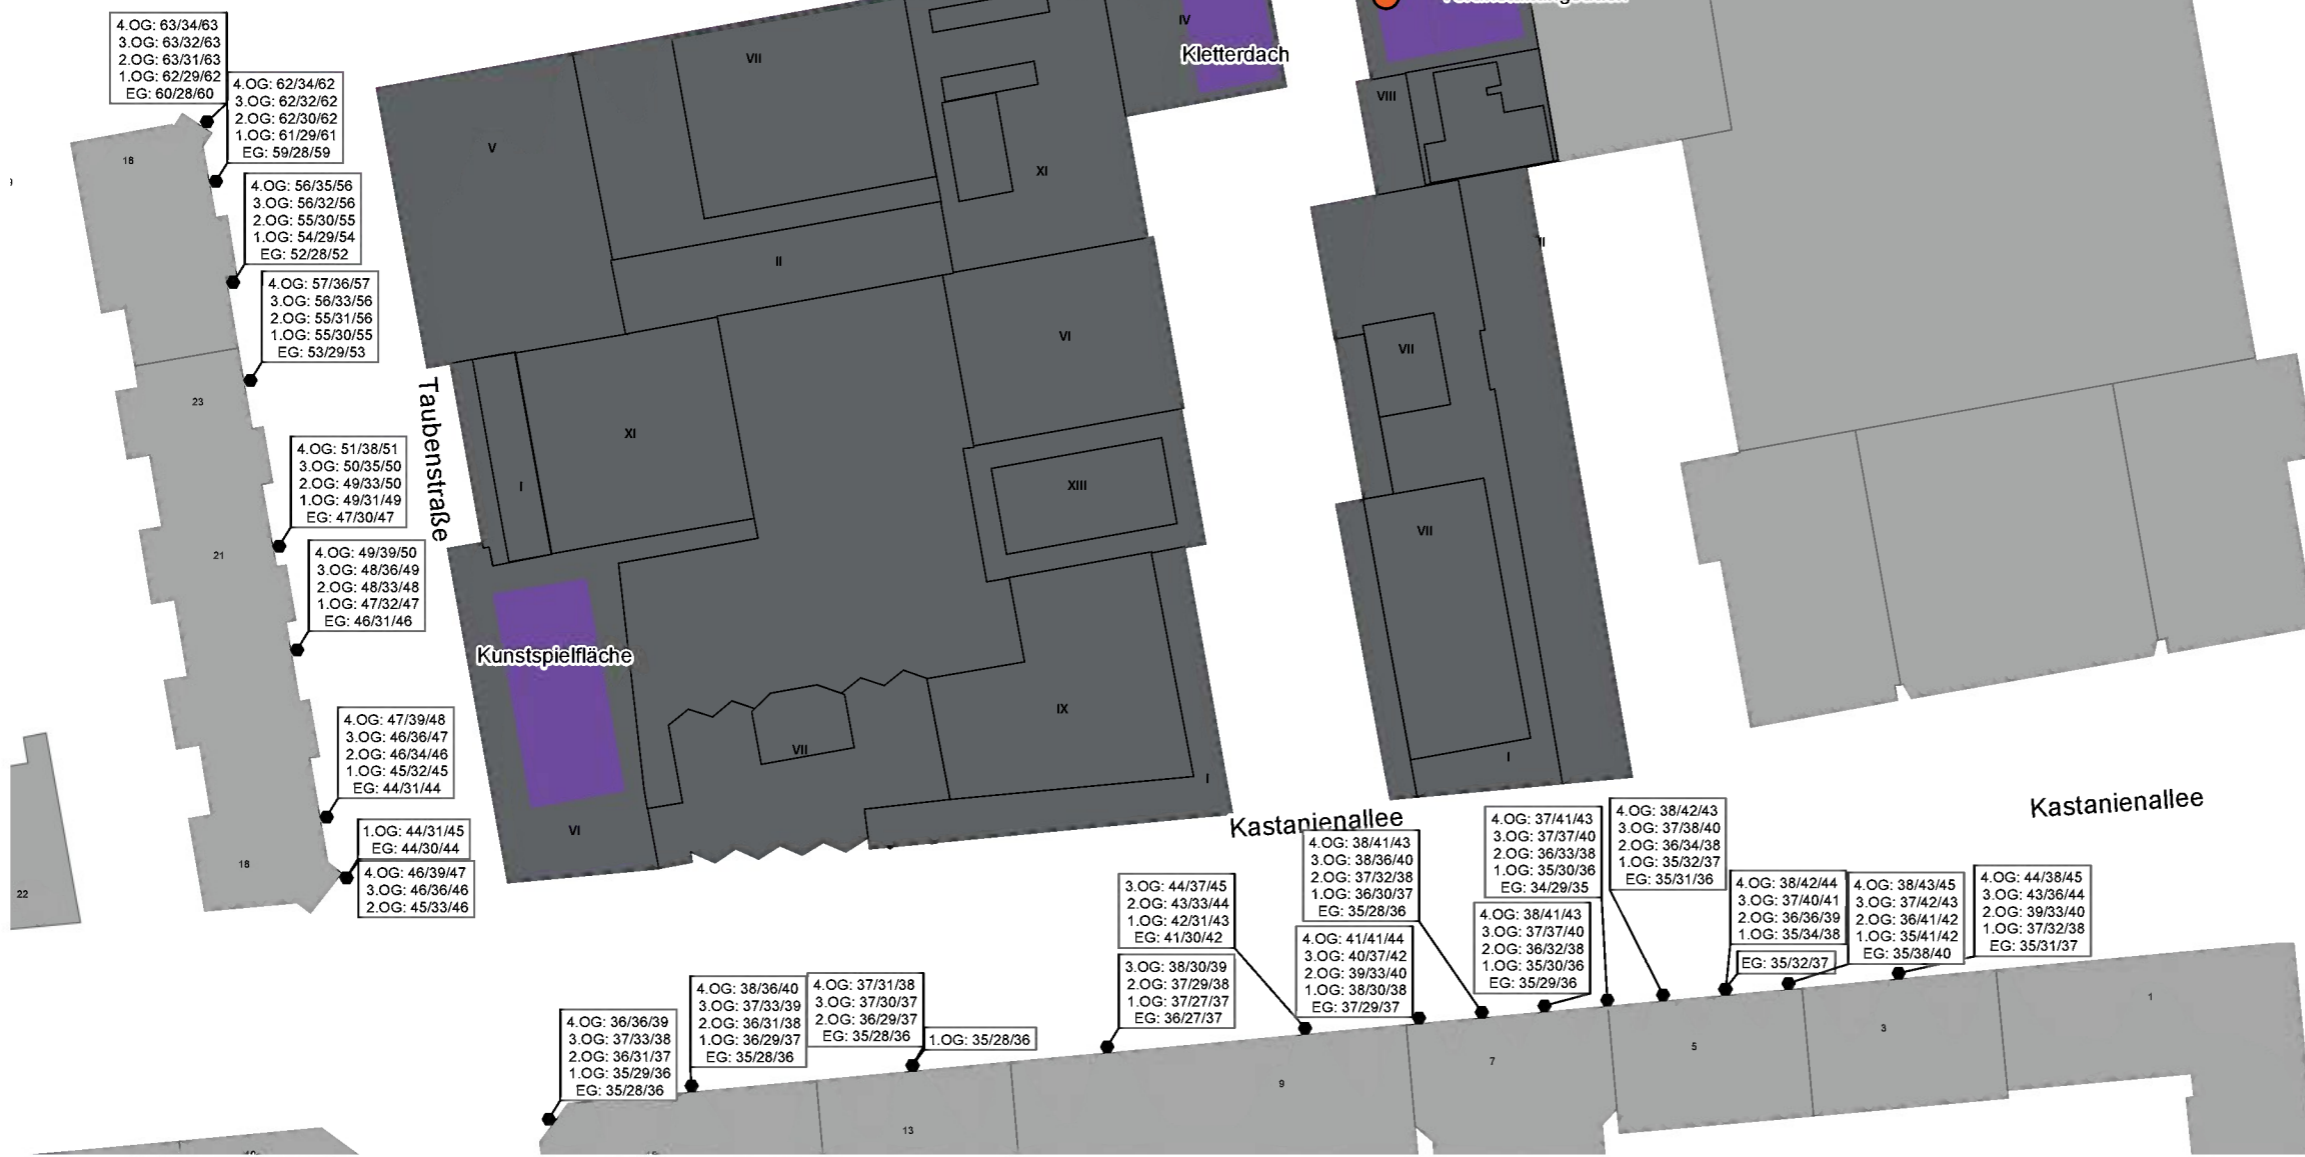 4.OG: 63/34/63
3.OG: 63/32/63
2.OG: 63/31/63
1.OG: 62/29/62
EG: 60/28/60
4.OG: 62/34/62
3.OG: 62/32/62
2.OG: 62/30/62
1.OG: 61/29/61
EG: 59/28/59
4.OG: 56/35/56
3.OG: 56/32/56
2.OG: 55/30/55
1.OG: 54/29/54
EG: 52/28/52
4.OG: 57/36/57
3.OG: 56/33/56
2.OG: 55/31/56
1.OG: 55/30/55
EG: 53/29/53
4.OG: 51/38/51
3.OG: 50/35/50
2.OG: 49/33/50
1.OG: 49/31/49
EG: 47/30/47
4.OG: 49/39/50
3.OG: 48/36/49
2.OG: 48/33/48
1.OG: 47/32/47
EG: 46/31/46
4.OG: 47/39/48
3.OG: 46/36/47
2.OG: 46/34/46
1.OG: 45/32/45
EG: 44/31/44
1.OG: 44/31/45
EG: 44/30/44
4.OG: 46/39/47
3.OG: 46/36/46
2.OG: 45/33/46
18
23
21
18
22
Taubenstraße
V
VII
II
XI
IV
Kletterdach
VIII
VI
XI
I
XIII
VII
VII
Kunstspielfläche
VI
VII
IX
I
I
Kastanienallee
Kastanienallee
4.OG: 36/36/39
3.OG: 37/33/38
2.OG: 36/31/37
1.OG: 35/29/36
EG: 35/28/36
4.OG: 38/36/40
3.OG: 37/33/39
2.OG: 36/31/38
1.OG: 36/29/37
EG: 35/28/36
4.OG: 37/31/38
3.OG: 37/30/37
2.OG: 36/29/37
EG: 35/28/36
1.OG: 35/28/36
3.OG: 44/37/45
2.OG: 43/33/44
1.OG: 42/31/43
EG: 41/30/42
3.OG: 38/30/39
2.OG: 37/29/38
1.OG: 37/27/37
EG: 36/27/37
4.OG: 38/41/43
3.OG: 38/36/40
2.OG: 37/32/38
1.OG: 36/30/37
EG: 35/28/36
4.OG: 41/41/44
3.OG: 40/37/42
2.OG: 39/33/40
1.OG: 38/30/38
EG: 37/29/37
4.OG: 37/41/43
3.OG: 37/37/40
2.OG: 36/33/38
1.OG: 35/30/36
EG: 34/29/35
4.OG: 38/41/43
3.OG: 37/37/40
2.OG: 36/32/38
1.OG: 35/30/36
EG: 35/29/36
4.OG: 38/42/43
3.OG: 37/38/40
2.OG: 36/34/38
1.OG: 35/32/37
EG: 35/31/36
4.OG: 38/42/44
3.OG: 37/40/41
2.OG: 36/36/39
1.OG: 35/34/38
EG: 35/32/37
4.OG: 38/43/45
3.OG: 37/42/43
2.OG: 36/41/42
1.OG: 35/41/42
EG: 35/38/40
4.OG: 44/38/45
3.OG: 43/36/44
2.OG: 39/33/40
1.OG: 37/32/38
EG: 35/31/37
13
9
7
5
3
1